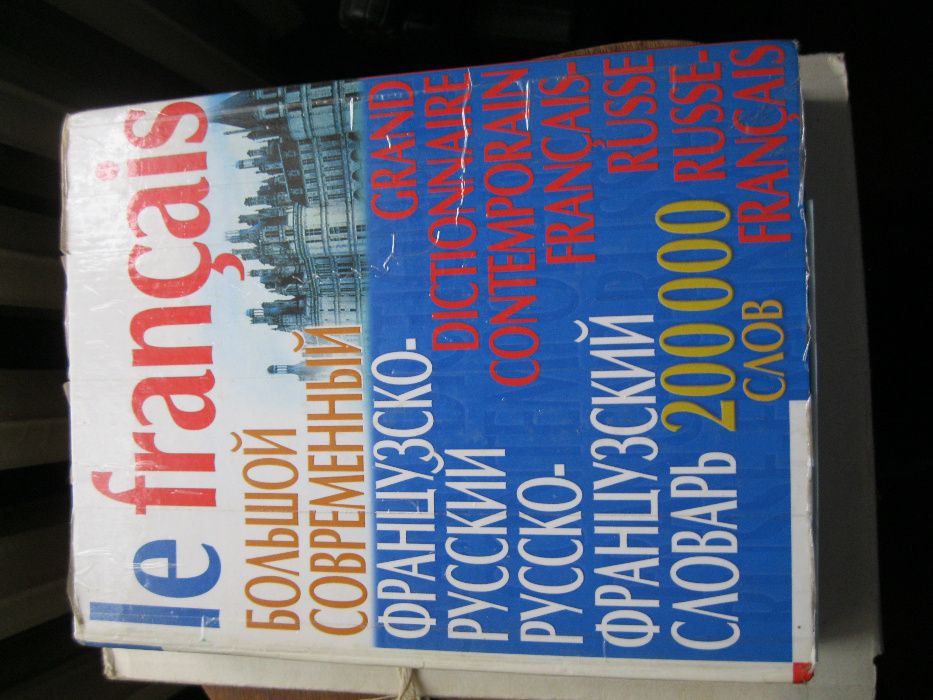 le français
БОЛЬШОЙ
СОВРЕМЕННЫЙ
ФРАНЦУЗСКО-
РУССКИЙ
РУССКО-
ФРАНЦУЗСКИЙ
СЛОВАРЬ
GRAND
DICTIONNAIRE
CONTEMPORAIN
FRANÇAIS-
RUSSE
RUSSE-
FRANÇAIS
200 000
СЛОВ